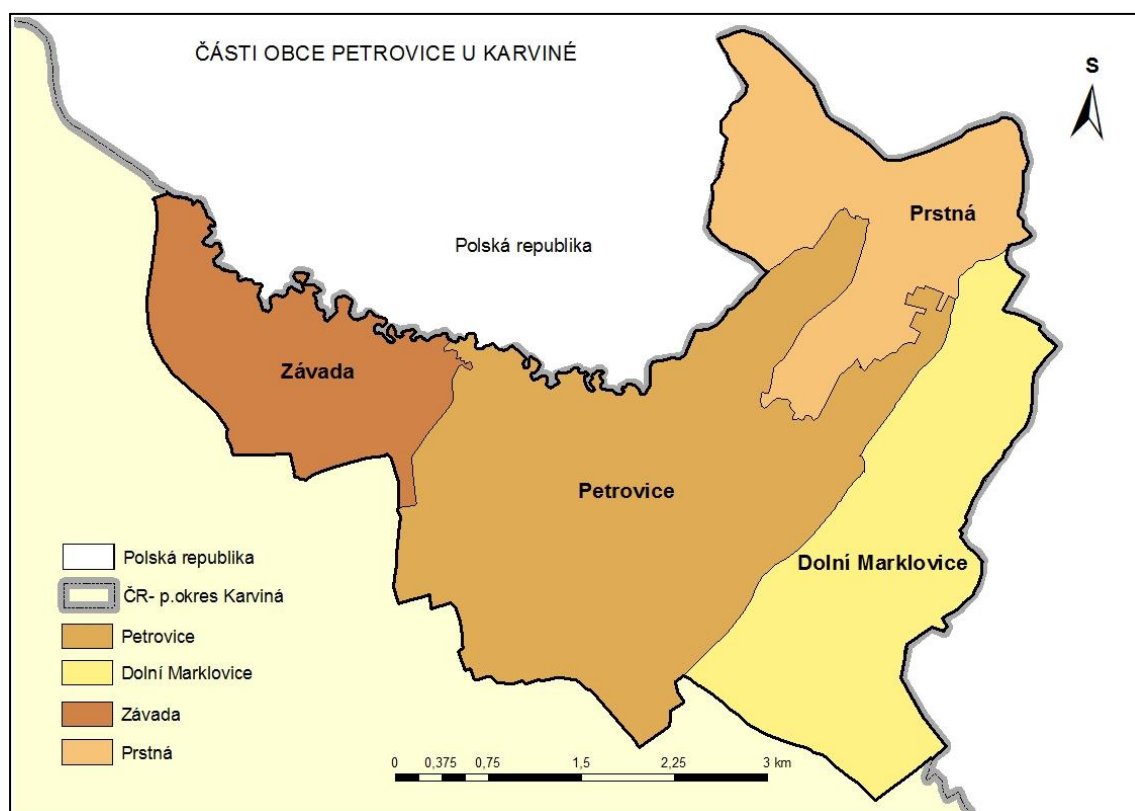 ČÁSTI OBCE PETROVICE U KARVINÉ
S
Prstná
Polská republika
Závada
Petrovice
Dolní Marklovice
Polská republika
ČR- p.okres Karviná
Petrovice
Dolní Marklovice
Závada
Prstná
0 0,375 0,75 1,5 2,25 3 km